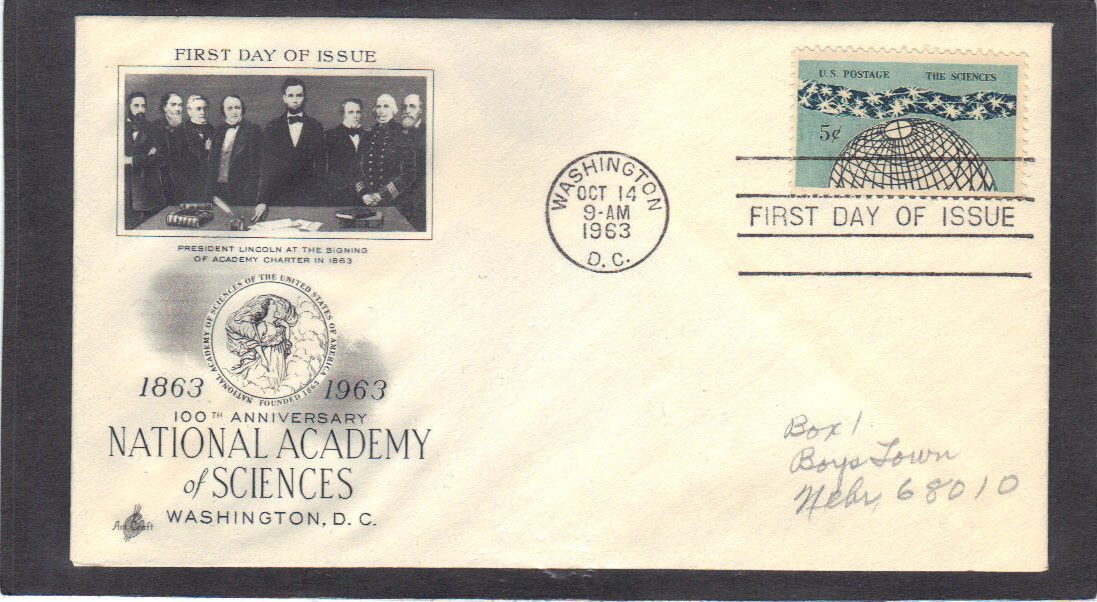 FIRST DAY OF ISSUE
PRESIDENT LINCOLN AT THE SIGNING
OF ACADEMY CHARTER IN 1863
NATIONAL ACADEMY OF SCIENCES OF THE UNITED STATES OF AMERICA
FOUNDED 1863
1863 1963
100TH ANNIVERSARY
NATIONAL ACADEMY
of SCIENCES
WASHINGTON, D. C.
Art Craft
WASHINGTON
OCT 14
9-AM
1963
D. C.
U.S. POSTAGE THE SCIENCES
5¢
FIRST DAY OF ISSUE
Box 1
Boys Town
Nebr, 68010